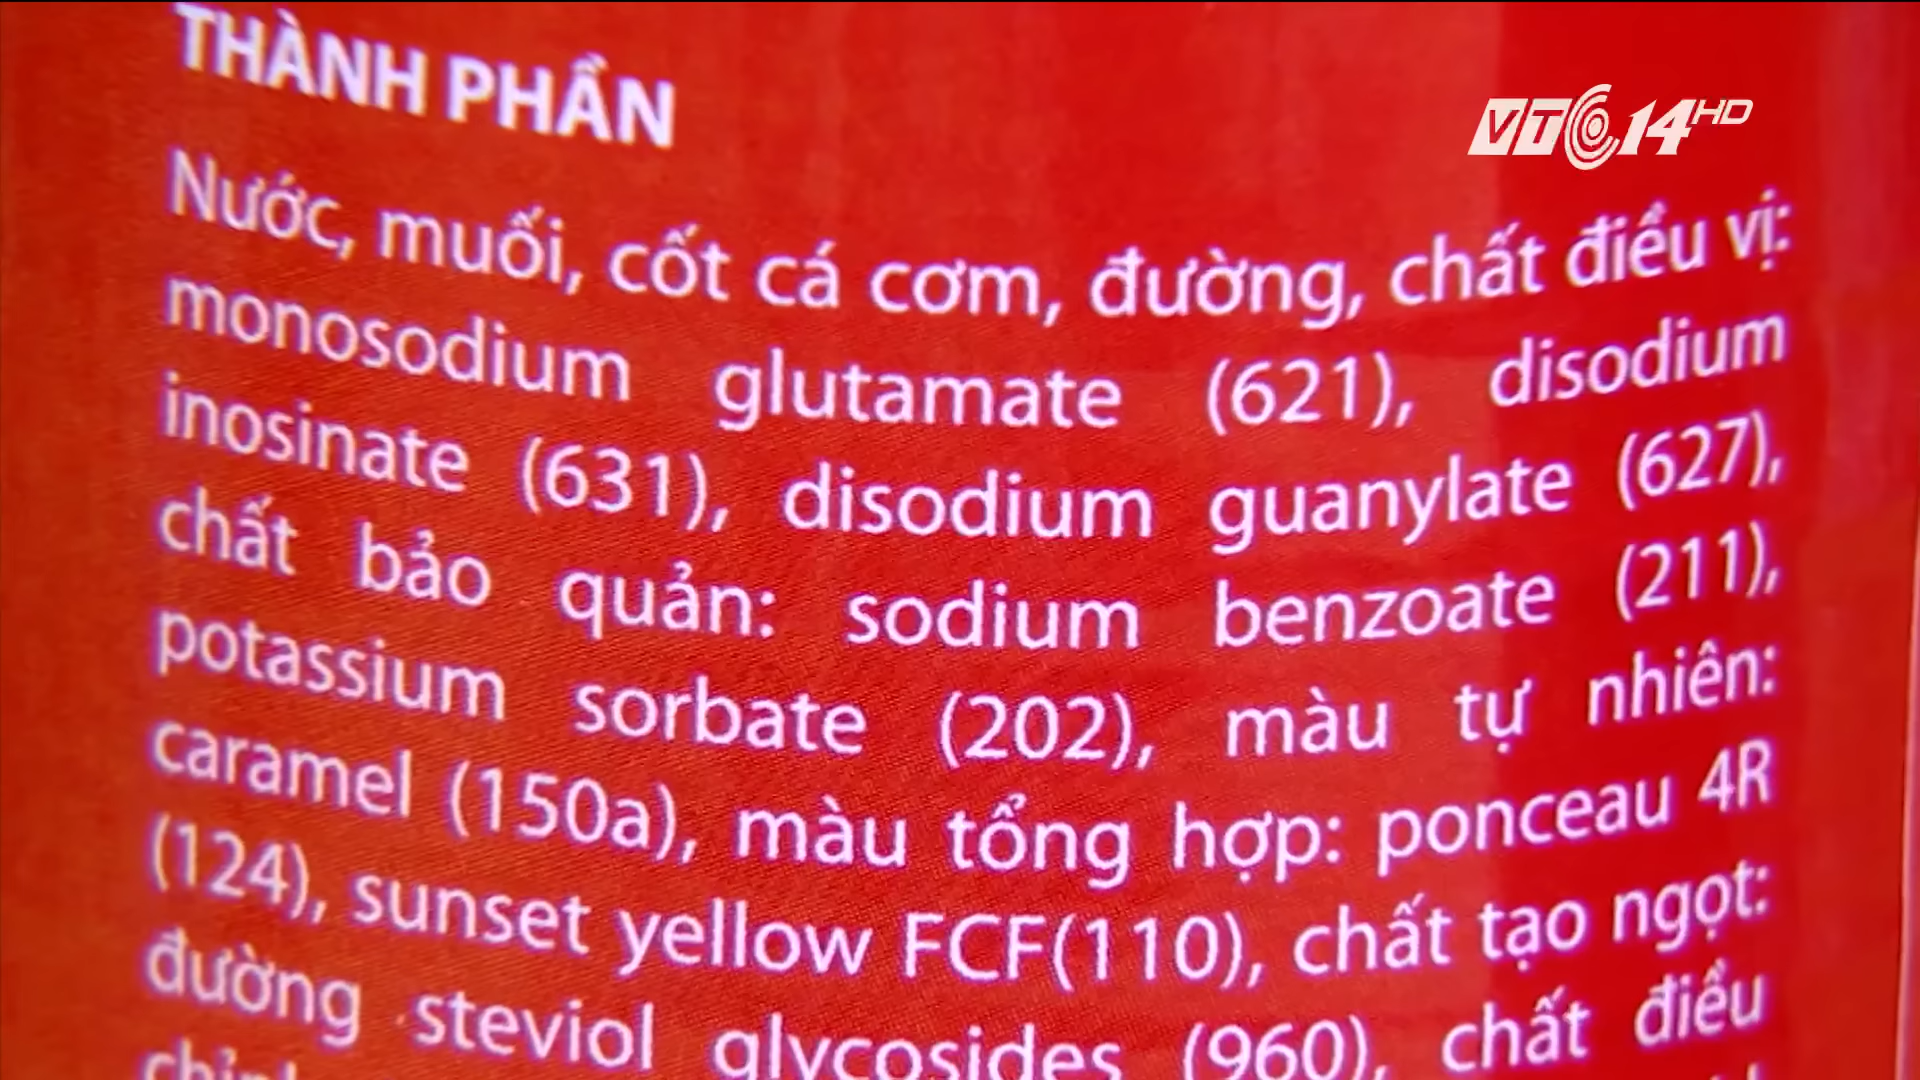 THÀNH PHẦN
VTC14 HD
Nước, muối, cốt cá cơm, đường, chất điều vị:
monosodium glutamate (621), disodium
inosinate (631), disodium guanylate (627),
chất bảo quản: sodium benzoate (211),
potassium sorbate (202), màu tự nhiên:
caramel (150a), màu tổng hợp: ponceau 4R
(124), sunset yellow FCF(110), chất tạo ngọt:
đường steviol glycosides (960), chất điều